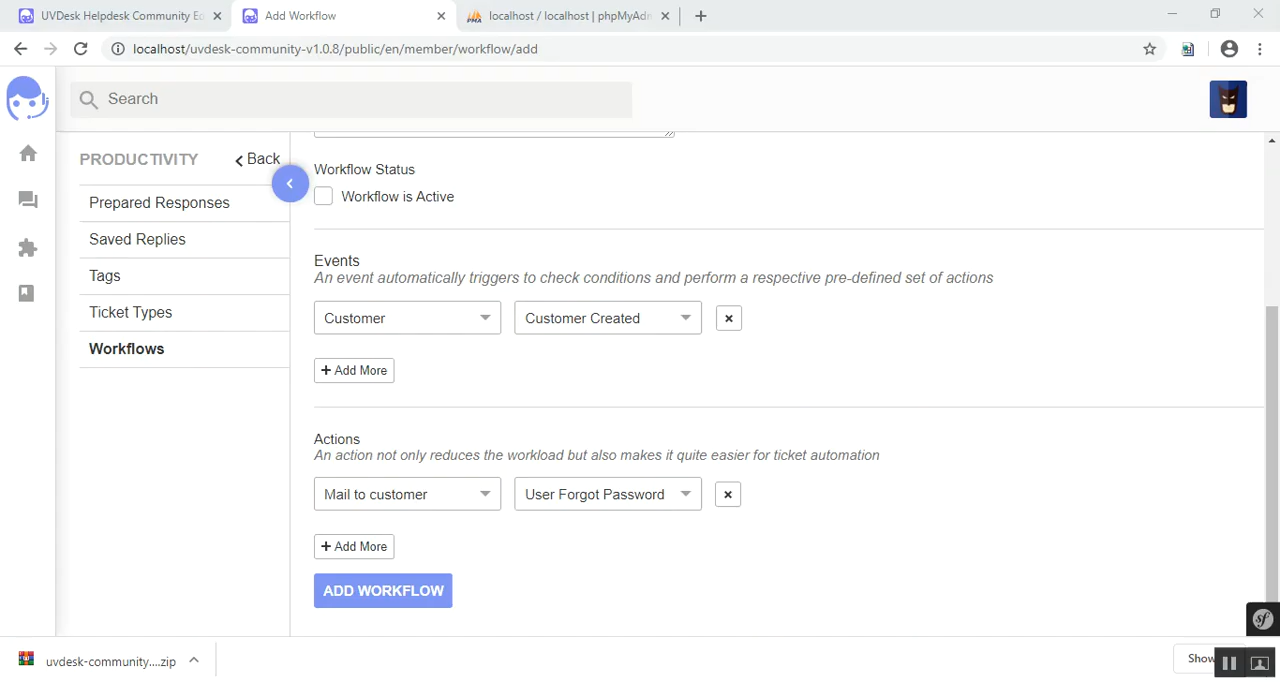 UVDesk Helpdesk Community Ed
Add Workflow
localhost / localhost | phpMyAdm
localhost/uvdesk-community-v1.0.8/public/en/member/workflow/add
Search
PRODUCTIVITY
Back
Prepared Responses
Saved Replies
Tags
Ticket Types
Workflows
Workflow Status
Workflow is Active
Events
An event automatically triggers to check conditions and perform a respective pre-defined set of actions
Customer
Customer Created
+ Add More
Actions
An action not only reduces the workload but also makes it quite easier for ticket automation
Mail to customer
User Forgot Password
+ Add More
ADD WORKFLOW
uvdesk-community....zip
Show